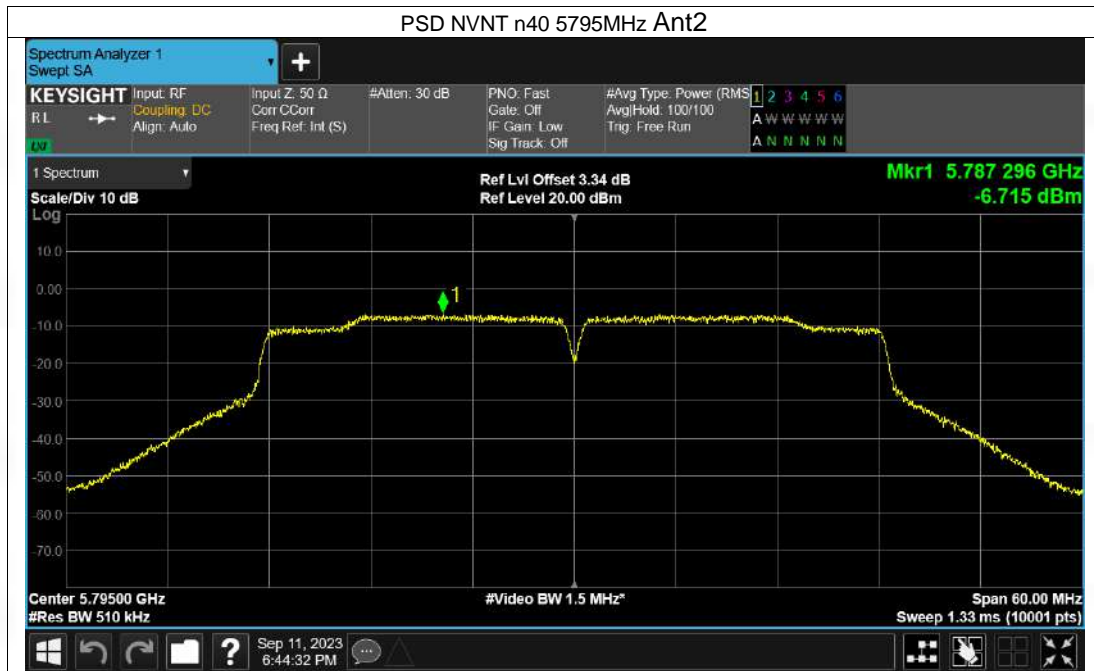 PSD NVNT n40 5795MHz Ant2
Spectrum Analyzer 1
Swept SA
+
KEYSIGHT Input: RF Input Z: 50 Ω #Atten: 30 dB PNO: Fast #Avg Type: Power (RMS 1 2 3 4 5 6
RL Coupling: DC Corr CCorr Gate: Off Avg|Hold: 100/100 A W W W W W
Align: Auto Freq Ref: Int (S) IF Gain: Low Trig: Free Run
LXI Sig Track: Off A N N N N N
1 Spectrum Ref Lvl Offset 3.34 dB Mkr1 5.787 296 GHz
Scale/Div 10 dB Ref Level 20.00 dBm -6.715 dBm
Log
10.0
0.00
1
-10.0
-20.0
-30.0
-40.0
-50.0
-60.0
-70.0
Center 5.79500 GHz #Video BW 1.5 MHz* Span 60.00 MHz
#Res BW 510 kHz Sweep 1.33 ms (10001 pts)
? Sep 11, 2023
6:44:32 PM